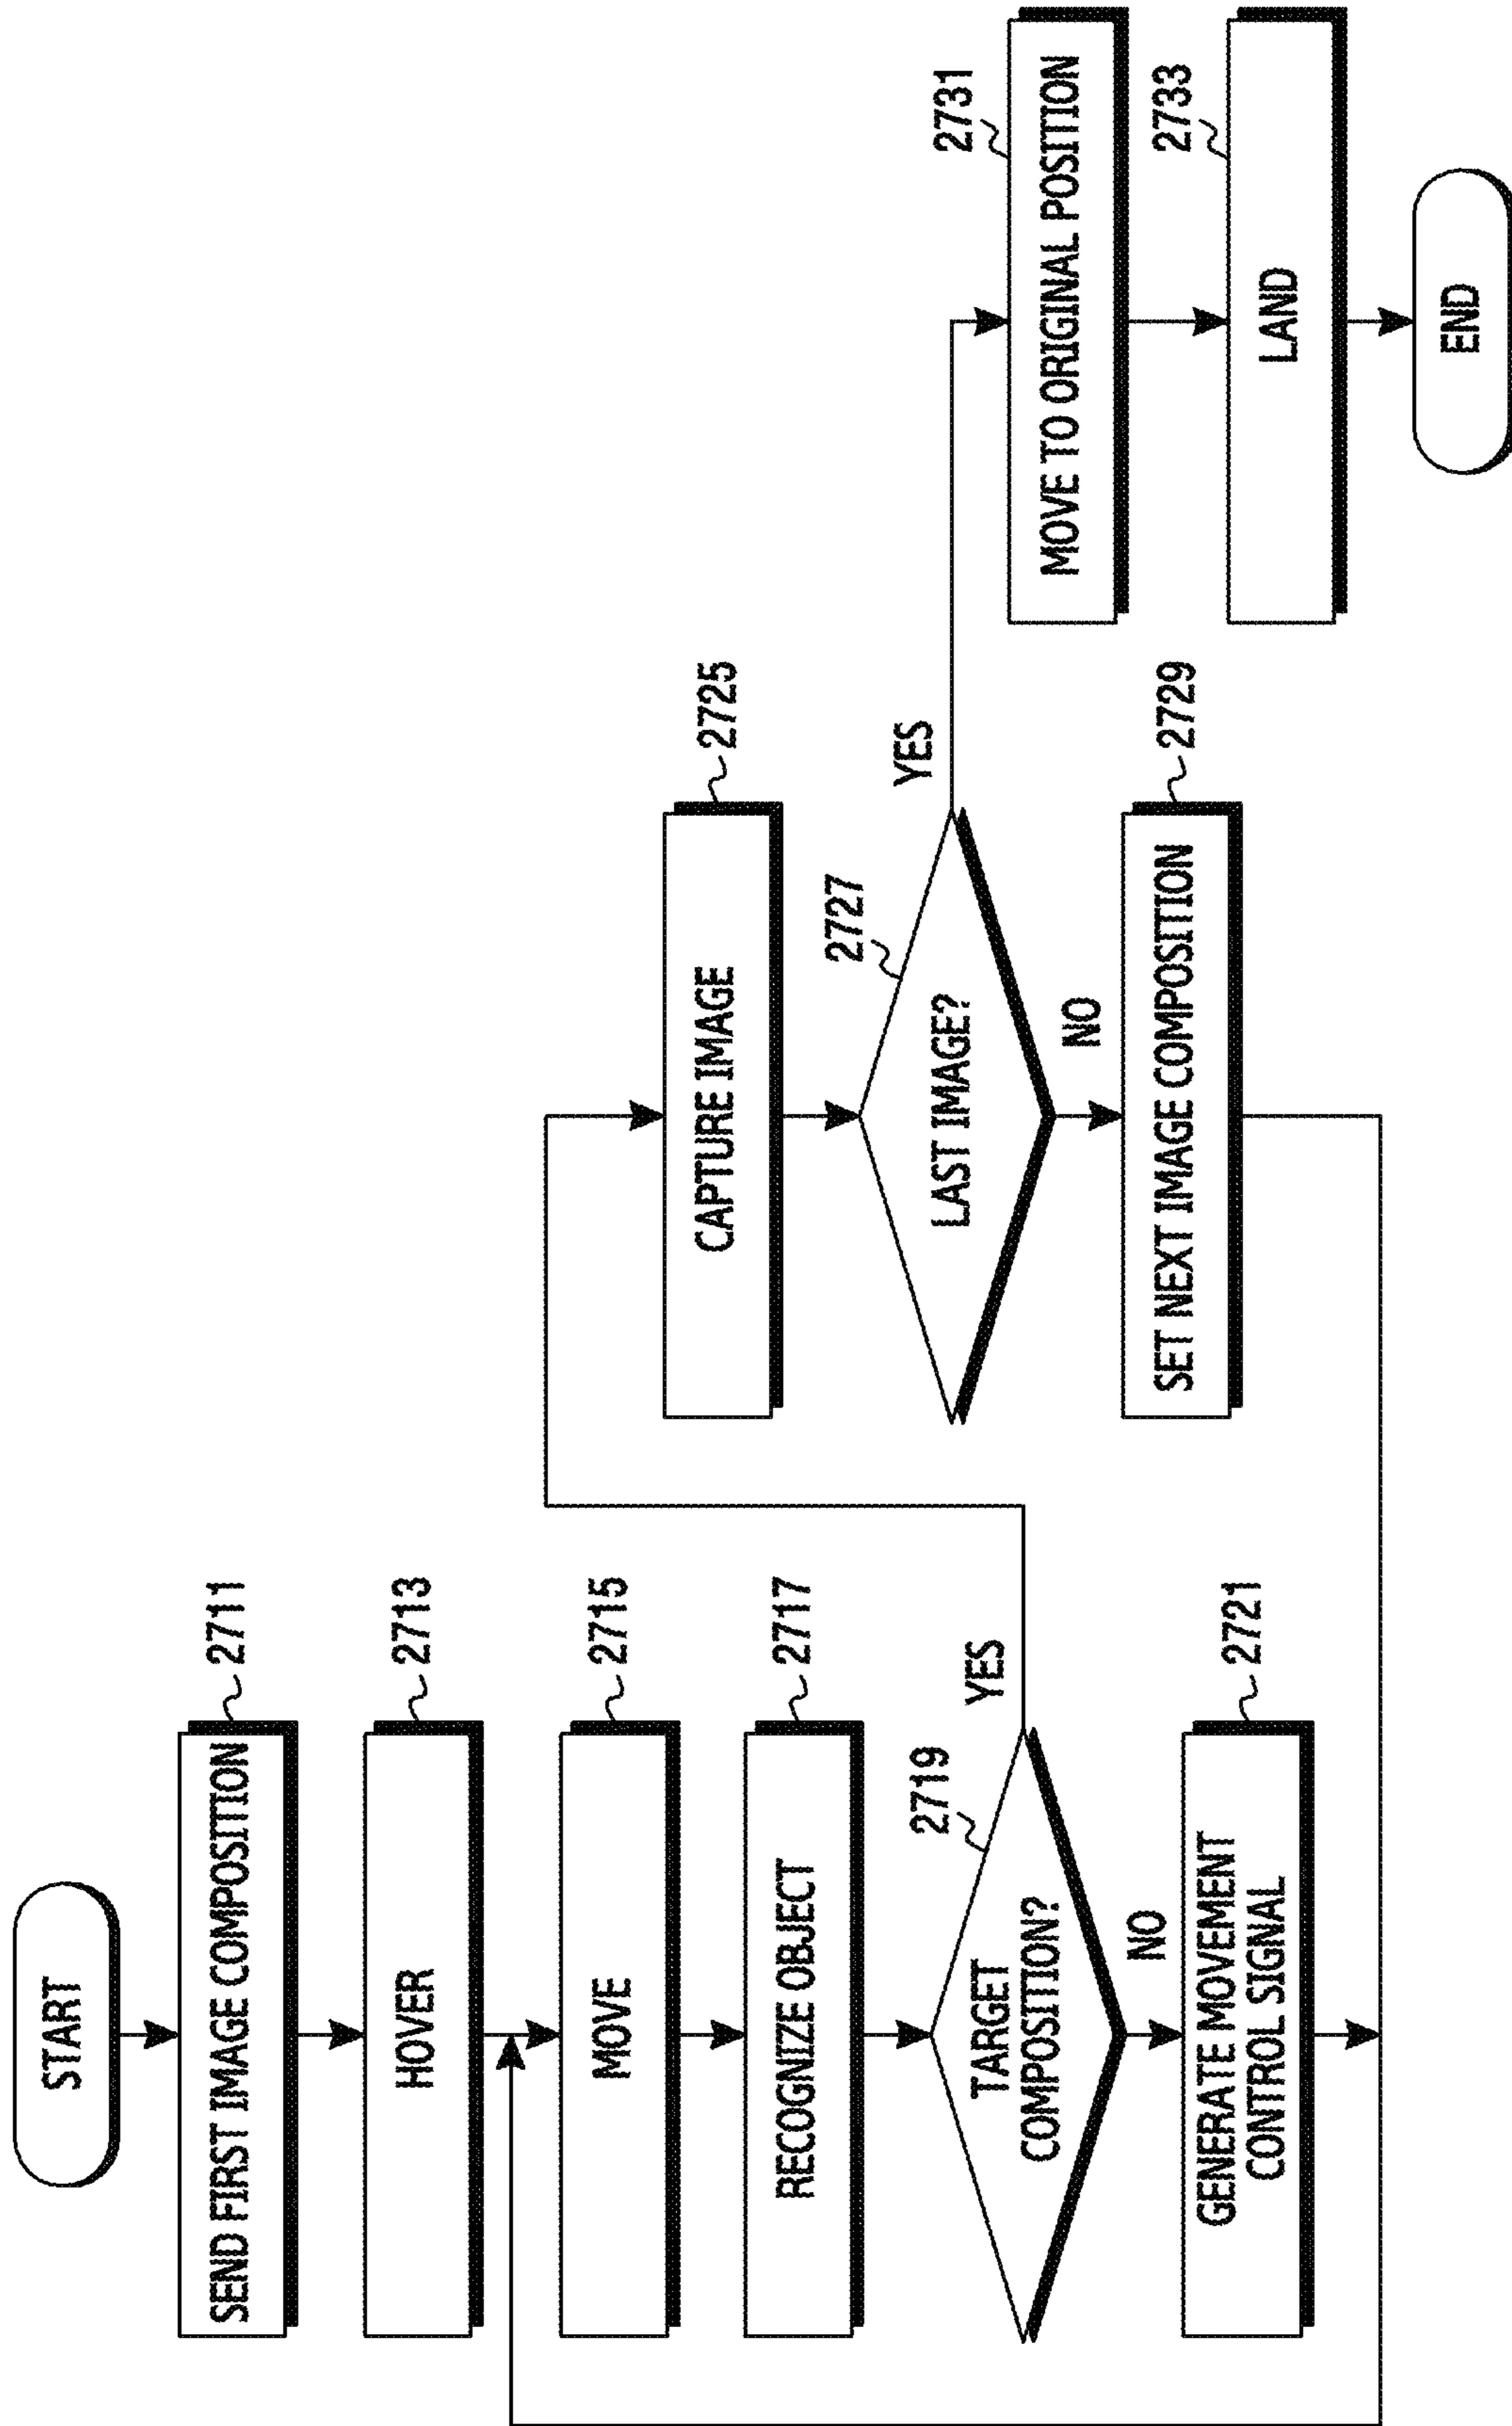 START
SEND FIRST IMAGE COMPOSITION
2711
HOVER
2713
MOVE
2715
RECOGNIZE OBJECT
2717
TARGET
COMPOSITION?
2719
YES
NO
GENERATE MOVEMENT
CONTROL SIGNAL
2721
CAPTURE IMAGE
2725
LAST IMAGE?
2727
YES
NO
SET NEXT IMAGE COMPOSITION
2729
MOVE TO ORIGINAL POSITION
2731
LAND
2733
END